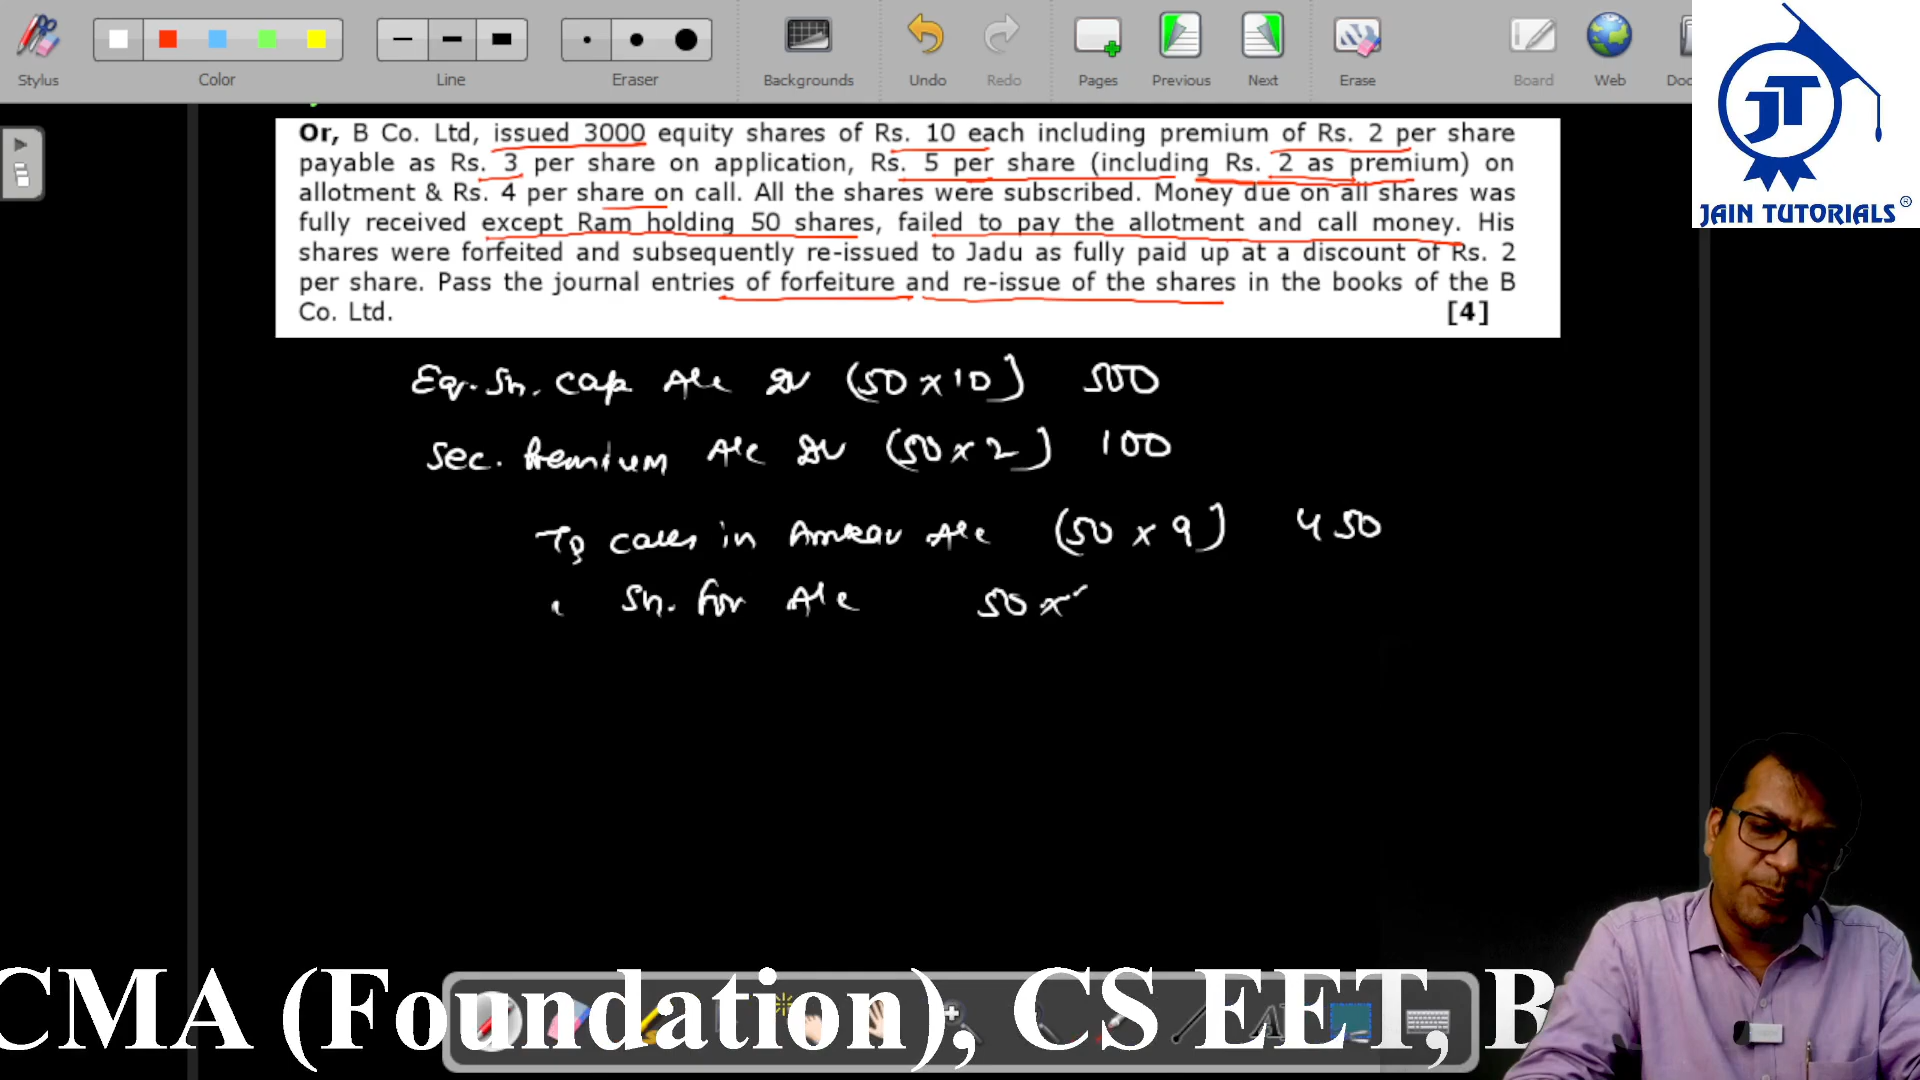 Stylus Color Line Eraser Backgrounds Undo Redo Pages Previous Next Erase Board Web
JT
JAIN TUTORIALS®
Or, B Co. Ltd, issued 3000 equity shares of Rs. 10 each including premium of Rs. 2 per share
payable as Rs. 3 per share on application, Rs. 5 per share (including Rs. 2 as premium) on
allotment & Rs. 4 per share on call. All the shares were subscribed. Money due on all shares was
fully received except Ram holding 50 shares, failed to pay the allotment and call money. His
shares were forfeited and subsequently re-issued to Jadu as fully paid up at a discount of Rs. 2
per share. Pass the journal entries of forfeiture and re-issue of the shares in the books of the B
Co. Ltd. [4]
Eq. Sh. Cap A/c Dr (50 x 10) 500
Sec. Premium A/c Dr (50 x 2) 100
To calls in Arrear A/c (50 x 9) 450
" Sh. For A/c 50 x
CMA (Foundation), CS EET, B